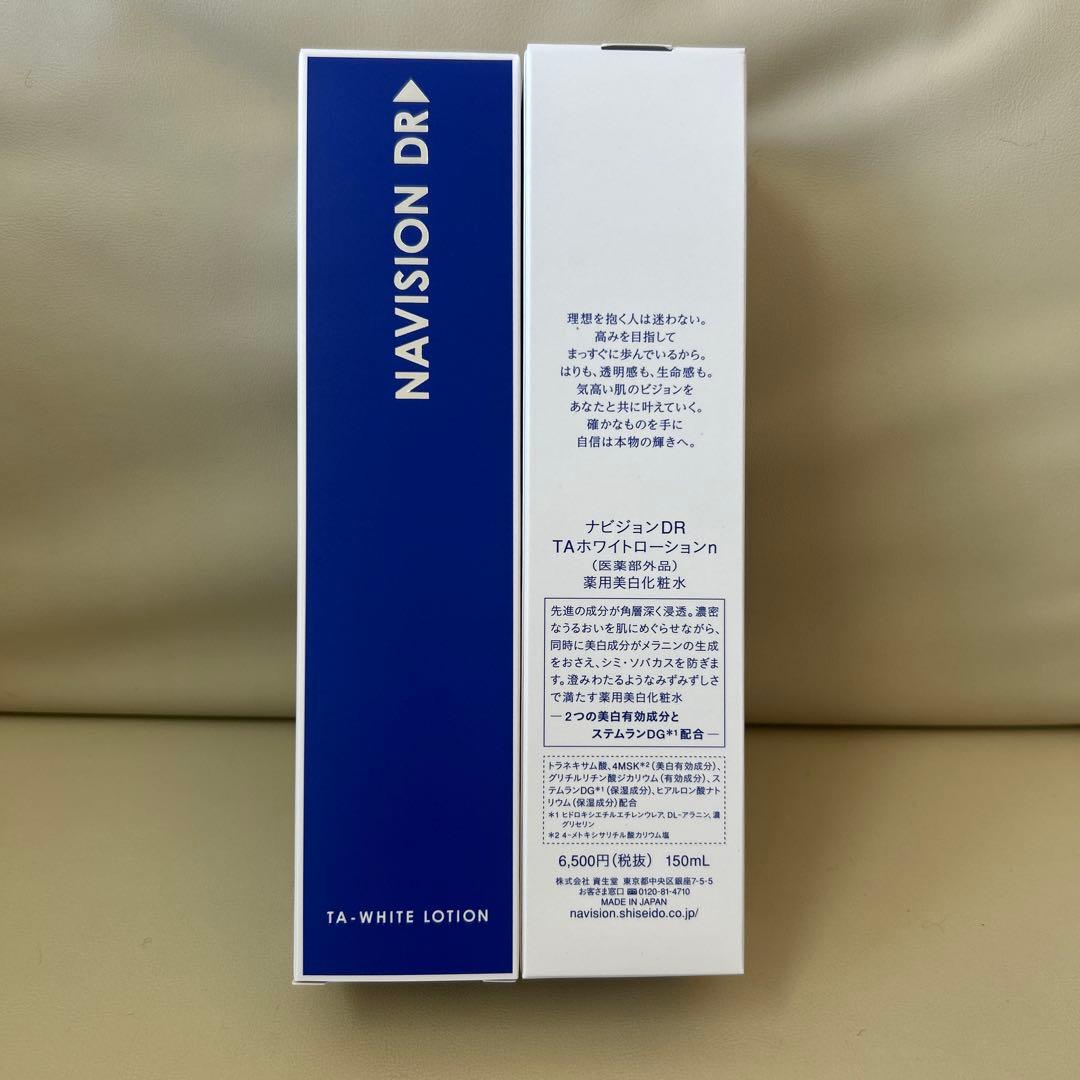 NAVISION DR
TA-WHITE LOTION
理想を抱く人は迷わない。
高みを目指して
まっすぐに歩んでいるから。
はりも、透明感も、生命感も。
気高い肌のビジョンを
あなたと共に叶えていく。
確かなものを手に
自信は本物の輝きへ。
ナビジョンDR
TAホワイトローションn
（医薬部外品）
薬用美白化粧水
先進の成分が角層深く浸透。濃密
なうるおいを肌にめぐらせながら、
同時に美白成分がメラニンの生成
をおさえ、シミ・ソバカスを防ぎま
す。澄みわたるようなみずみずしさ
で満たす薬用美白化粧水
―2つの美白有効成分と
ステムランDG*1配合―
トラネキサム酸、4MSK*2（美白有効成分）、
グリチルリチン酸ジカリウム（有効成分）、ス
テムランDG*1（保湿成分）、ヒアルロン酸ナト
リウム（保湿成分）配合
*1 ヒドロキシエチルエチレンウレア、DL-アラニン、濃
グリセリン
*2 4-メトキシサリチル酸カリウム塩
6,500円（税抜） 150mL
株式会社 資生堂 東京都中央区銀座7-5-5
お客さま窓口 0120-81-4710
MADE IN JAPAN
navision.shiseido.co.jp/